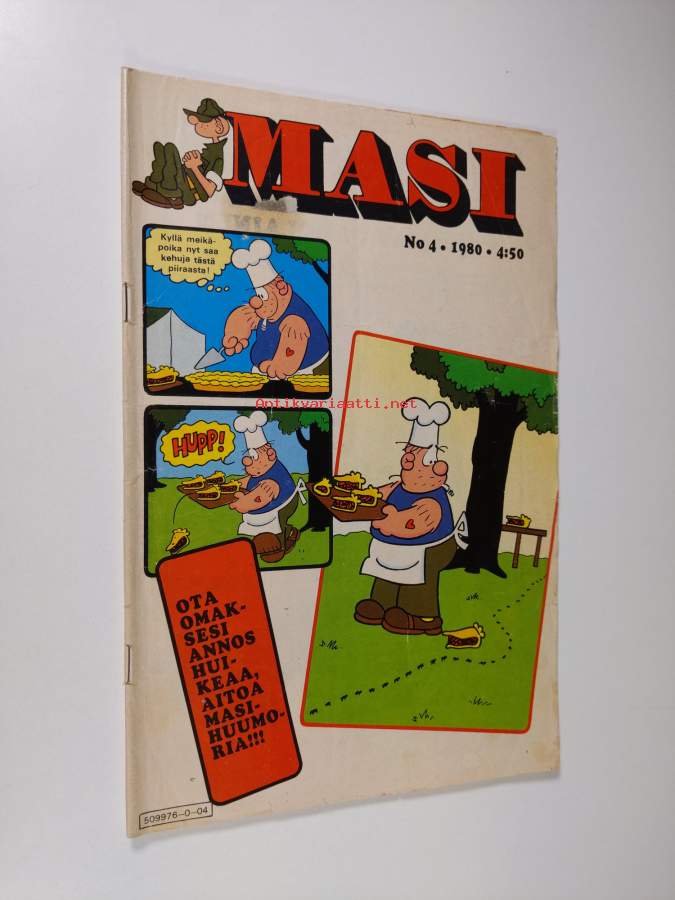 MASI
No 4 • 1980 • 4:50
Kyllä meikä-
poika nyt saa
kehuja tästä
piiraasta!
Antikvariaatti.net
HUPP!
OTA
OMAK-
SESI
ANNOS
HUI-
KEAA,
AITOA
MASI-
HUUMO-
RIA!!!
509976-0-04